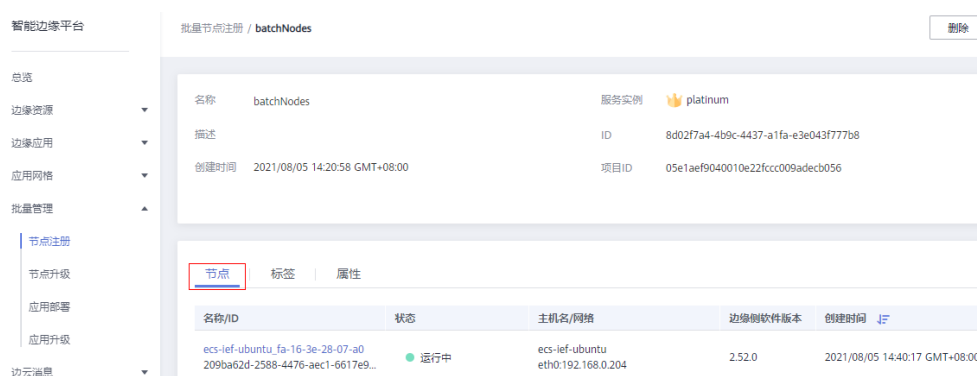 智能边缘平台
总览
边缘资源
边缘应用
应用网格
批量管理
节点注册
节点升级
应用部署
应用升级
边云消息
批量节点注册 / batchNodes
删除
名称 batchNodes
服务实例 platinum
描述
ID 8d02f7a4-4b9c-4437-a1fa-e3e043f777b8
创建时间 2021/08/05 14:20:58 GMT+08:00
项目ID 05e1aef9040010e22fccc009adecb056
节点 标签 属性
名称/ID 状态 主机名/网络 边缘侧软件版本 创建时间
ecs-ief-ubuntu_fa-16-3e-28-07-a0
209ba62d-2588-4476-aec1-6617e9...
运行中
ecs-ief-ubuntu
eth0:192.168.0.204
2.52.0
2021/08/05 14:40:17 GMT+08:00